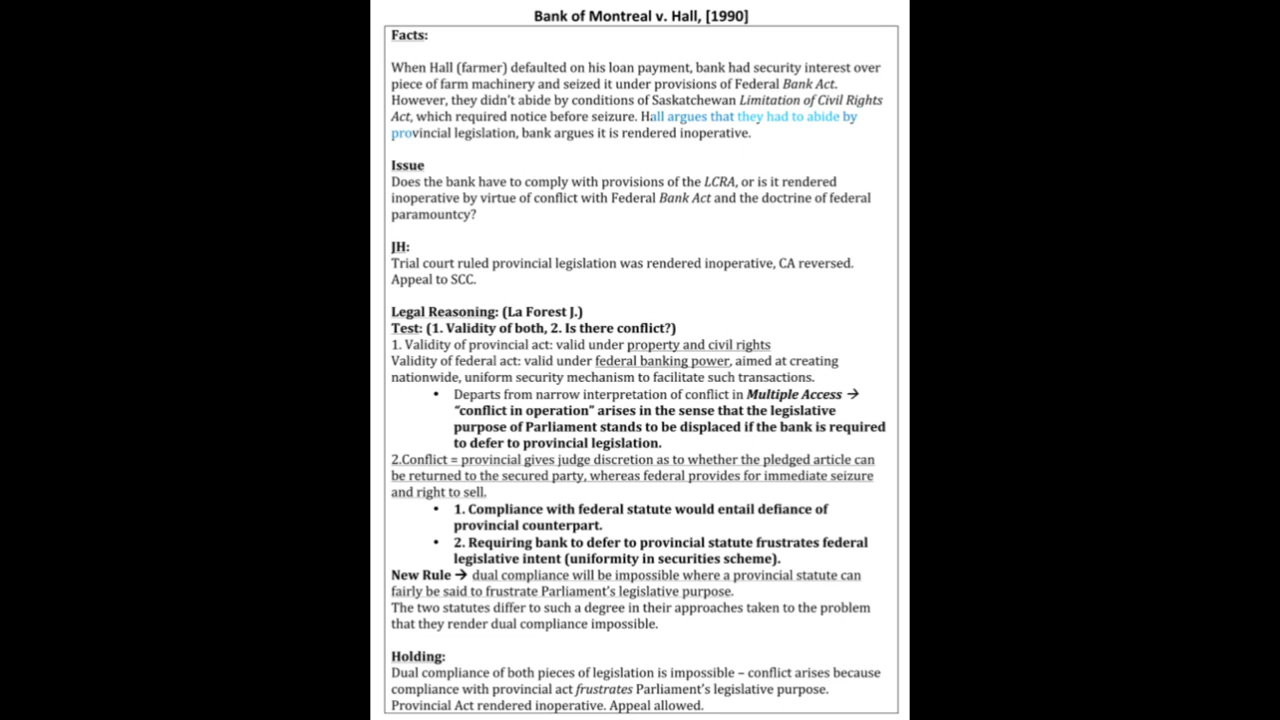 Bank of Montreal v. Hall, [1990]
Facts:
When Hall (farmer) defaulted on his loan payment, bank had security interest over
piece of farm machinery and seized it under provisions of Federal Bank Act.
However, they didn't abide by conditions of Saskatchewan Limitation of Civil Rights
Act, which required notice before seizure. Hall argues that they had to abide by
provincial legislation, bank argues it is rendered inoperative.
Issue
Does the bank have to comply with provisions of the LCRA, or is it rendered
inoperative by virtue of conflict with Federal Bank Act and the doctrine of federal
paramountcy?
JH:
Trial court ruled provincial legislation was rendered inoperative, CA reversed.
Appeal to SCC.
Legal Reasoning: (La Forest J.)
Test: (1. Validity of both, 2. Is there conflict?)
1. Validity of provincial act: valid under property and civil rights
Validity of federal act: valid under federal banking power, aimed at creating
nationwide, uniform security mechanism to facilitate such transactions.
• Departs from narrow interpretation of conflict in Multiple Access →
"conflict in operation" arises in the sense that the legislative
purpose of Parliament stands to be displaced if the bank is required
to defer to provincial legislation.
2.Conflict = provincial gives judge discretion as to whether the pledged article can
be returned to the secured party, whereas federal provides for immediate seizure
and right to sell.
• 1. Compliance with federal statute would entail defiance of
provincial counterpart.
• 2. Requiring bank to defer to provincial statute frustrates federal
legislative intent (uniformity in securities scheme).
New Rule → dual compliance will be impossible where a provincial statute can
fairly be said to frustrate Parliament's legislative purpose.
The two statutes differ to such a degree in their approaches taken to the problem
that they render dual compliance impossible.
Holding:
Dual compliance of both pieces of legislation is impossible – conflict arises because
compliance with provincial act frustrates Parliament's legislative purpose.
Provincial Act rendered inoperative. Appeal allowed.